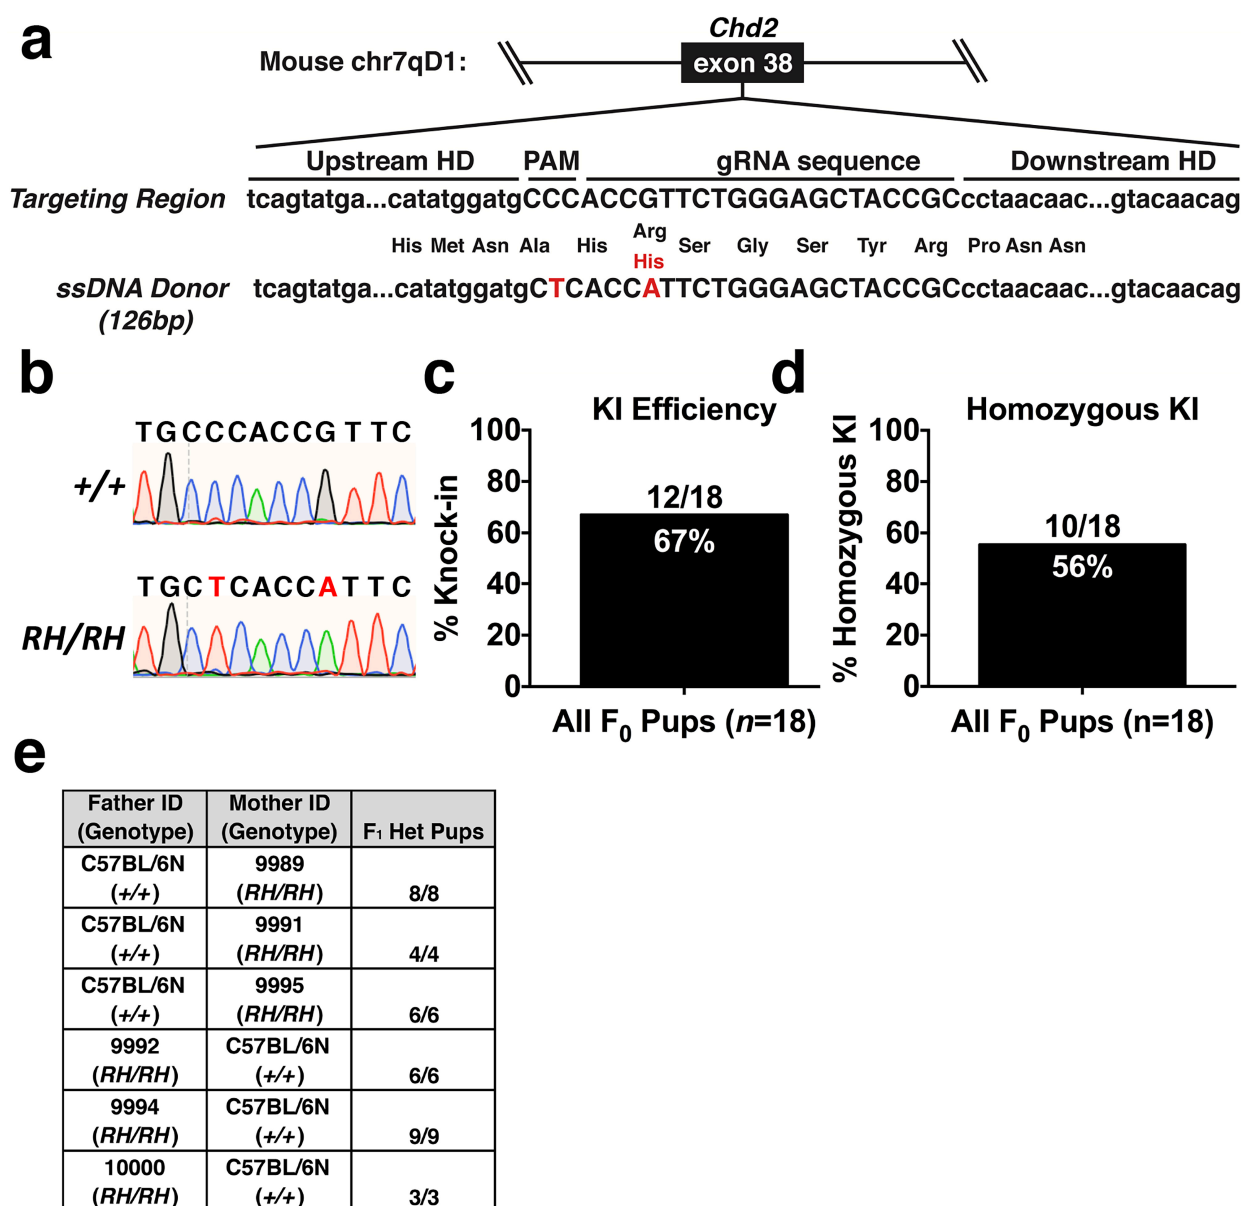 a
Chd2
Mouse chr7qD1:
exon 38
Upstream HD PAM gRNA sequence Downstream HD
Targeting Region tcagtatga...catatggatgCCCACCGTTCTGGGAGCTACCGCcctaacaac...gtacaacag
His Met Asn Ala His Arg Ser Gly Ser Tyr Arg Pro Asn Asn
His
ssDNA Donor tcagtatga...catatggatgCTCACCATTCTGGGAGCTACCGCcctaacaac...gtacaacag
(126bp)
b
TGCCCACCGTTC
+/+
TGCTCACCATTC
RH/RH
c
KI Efficiency
% Knock-in
100
80
60
40
20
0
12/18
67%
All F0 Pups (n=18)
d
Homozygous KI
% Homozygous KI
100
80
60
40
20
0
10/18
56%
All F0 Pups (n=18)
e
Father ID Mother ID
(Genotype) (Genotype) F1 Het Pups
C57BL/6N 9989
(+/+) (RH/RH) 8/8
C57BL/6N 9991
(+/+) (RH/RH) 4/4
C57BL/6N 9995
(+/+) (RH/RH) 6/6
9992 C57BL/6N
(RH/RH) (+/+) 6/6
9994 C57BL/6N
(RH/RH) (+/+) 9/9
10000 C57BL/6N
(RH/RH) (+/+) 3/3